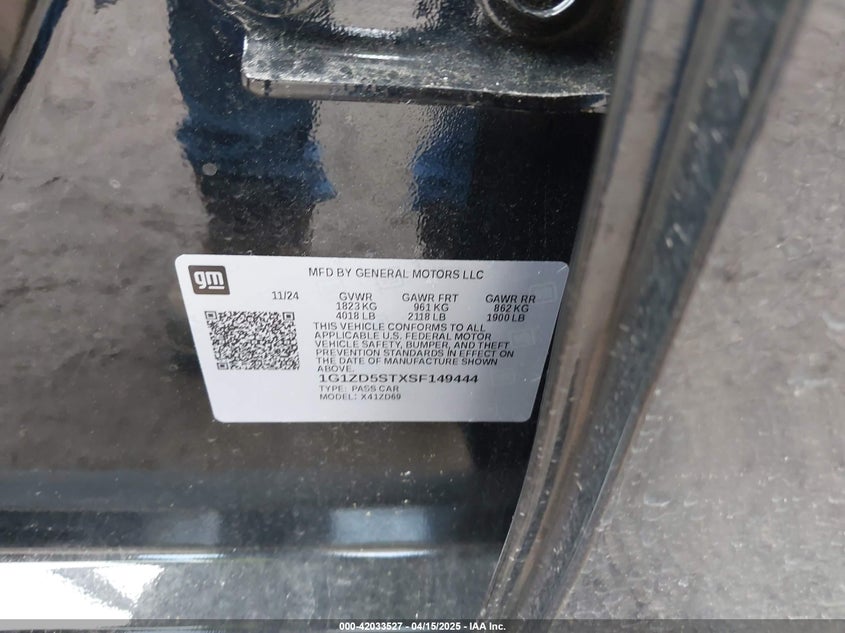 gm
MFD BY GENERAL MOTORS LLC
11/24 GVWR GAWR FRT GAWR RR
1823 KG 961 KG 862 KG
4018 LB 2118 LB 1900 LB
THIS VEHICLE CONFORMS TO ALL
APPLICABLE U.S. FEDERAL MOTOR
VEHICLE SAFETY, BUMPER, AND THEFT
PREVENTION STANDARDS IN EFFECT ON
THE DATE OF MANUFACTURE SHOWN
ABOVE.
1G1ZD5STXSF149444
TYPE: PASS CAR
MODEL: X41ZD69
000-42033527 - 04/15/2025 - IAA Inc.